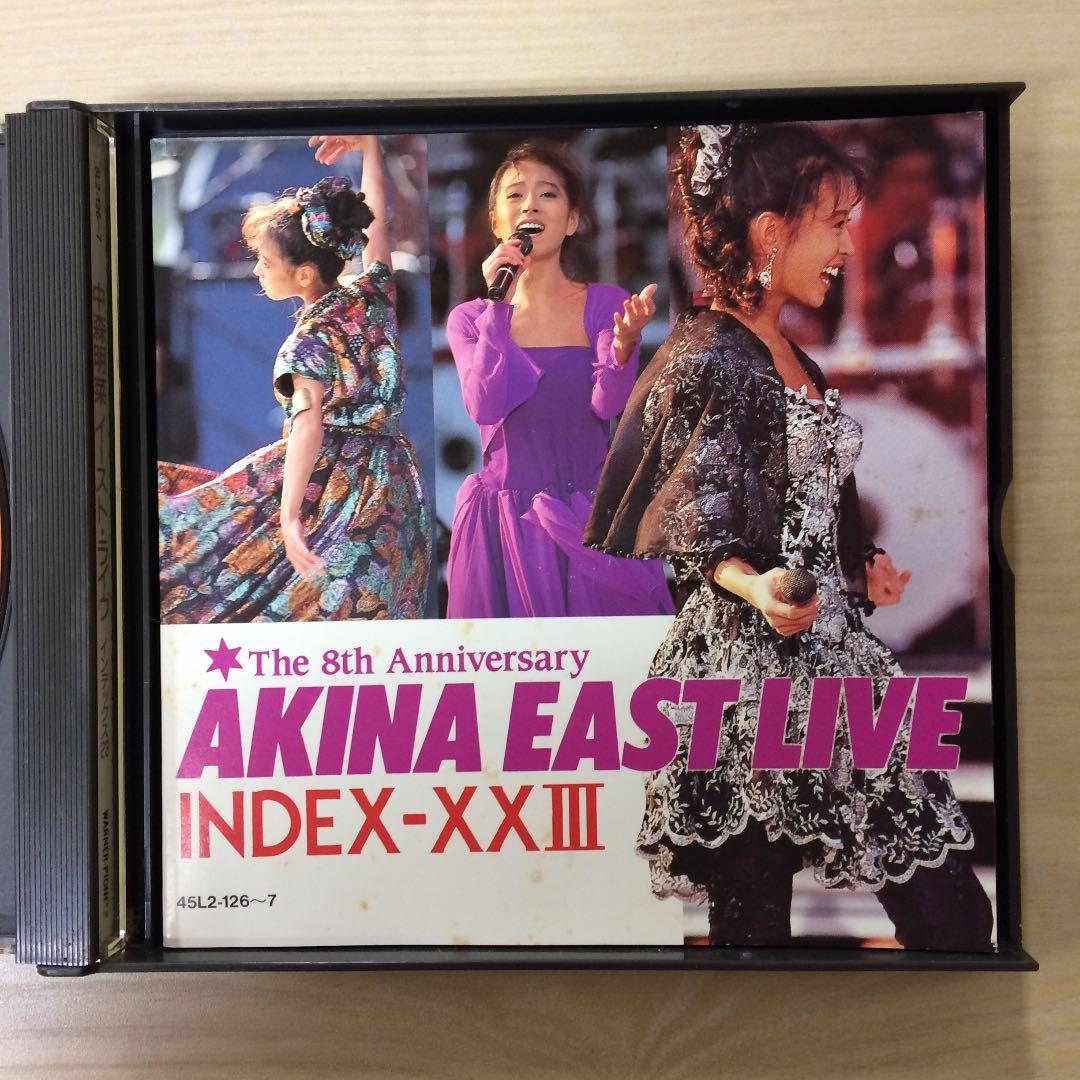 ★The 8th Anniversary
AKINA EAST LIVE
INDEX-XXIII
45L2-126〜7
中森明菜 イースト・ライヴ インデックス23